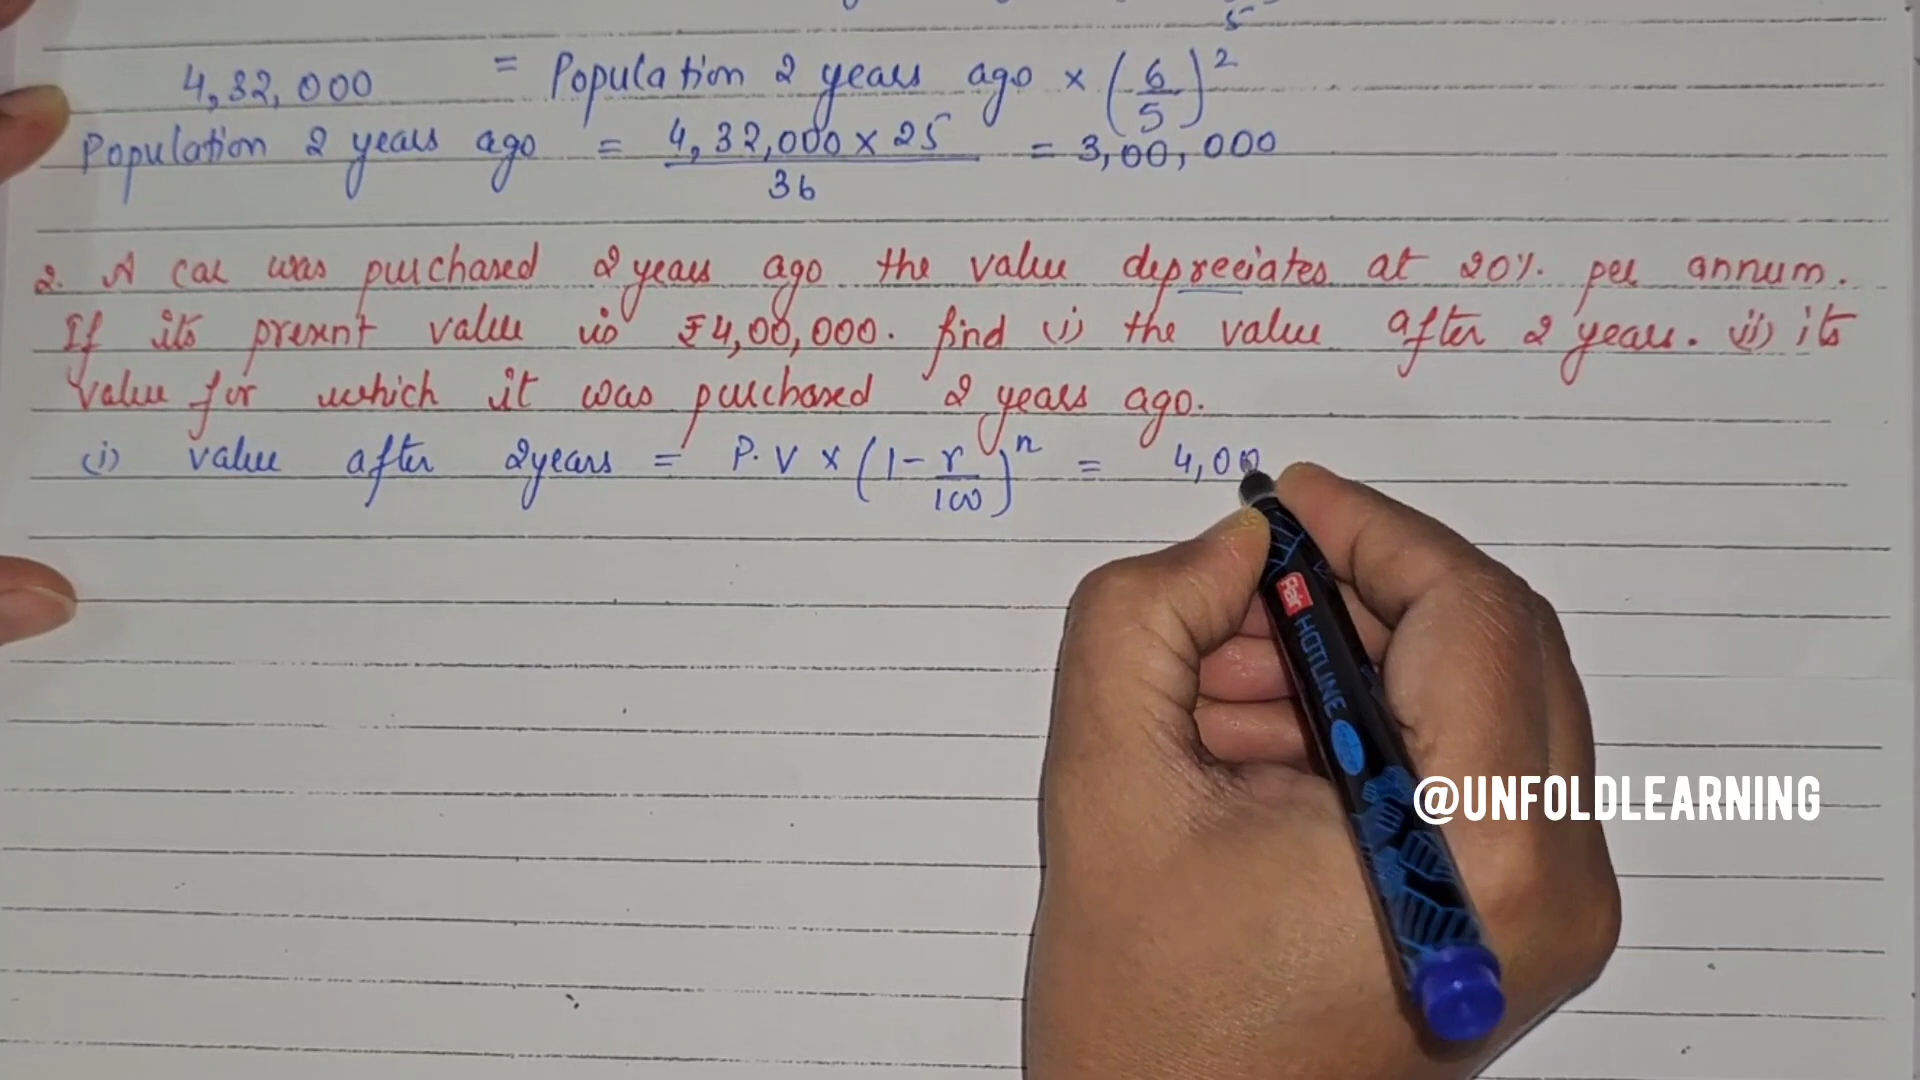 5
4,32,000 = Population 2 years ago × (6/5)²
Population 2 years ago = 4,32,000 × 25 / 36 = 3,00,000
2. A car was purchased 2 years ago the value depreciates at 20% per annum.
If its present value is ₹4,00,000. find (i) the value after 2 years. ii) its
value for which it was purchased 2 years ago.
(i) value after 2years = P.V × (1 - r/100)ⁿ = 4,00
Flair HOTLINE
@UNFOLDLEARNING